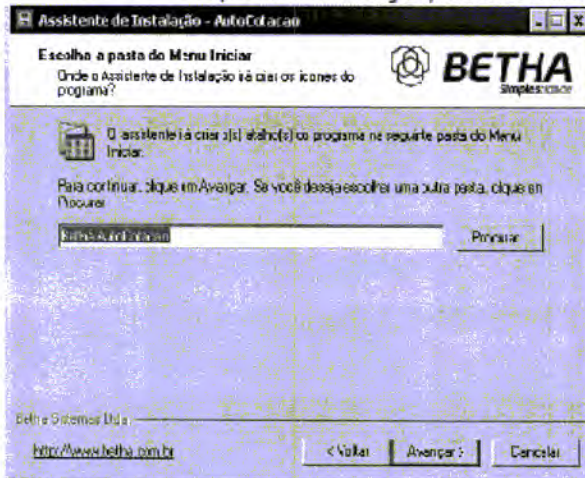 Assistente de Instalação - AutoCotacao
Escolha a pasta do Menu Iniciar
Onde o Assistente de Instalação irá criar os ícones do
programa?
BETHA
Simples
O assistente irá criar o(s) atalho(s) do programa na seguinte pasta do Menu
Iniciar.
Para continuar, clique em Avançar. Se você deseja escolher uma outra pasta, clique em
Procurar.
Procurar
Betha Sistemas Ltda
http://www.betha.com.br
< Voltar
Avançar >
Cancelar